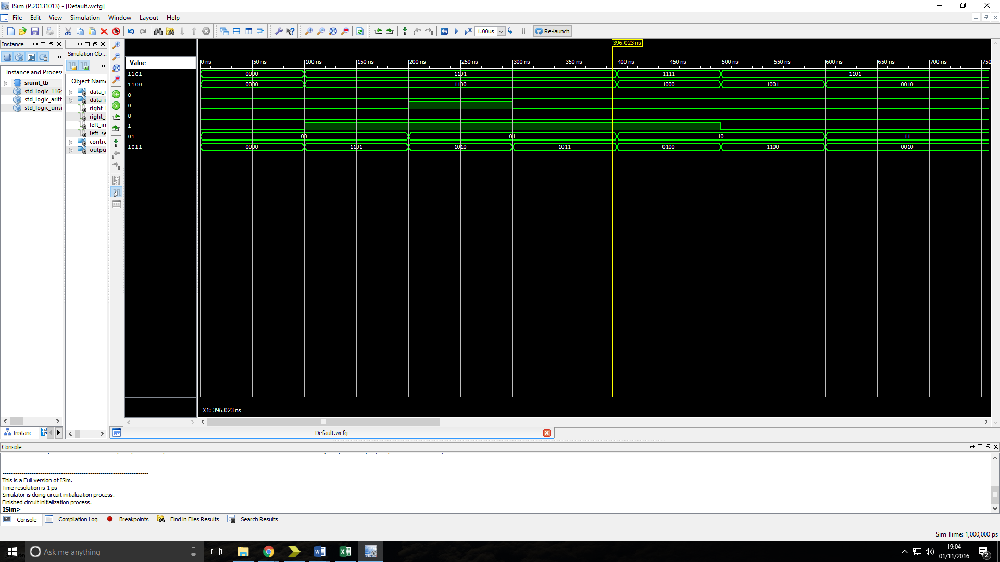 ISim (P.20131013) - [Default.wcfg]
File Edit View Simulation Window Layout Help
1.00us Re-launch
Instance... ...
Simulation Ob...
Instance and Proces
srunit_tb
std_logic_1164
std_logic_arith
std_logic_unsi
Object Name
data_i
data_i
right_i
right_s
left_in
left_se
contro
outpu
Value
1101
1100
0
0
0
1
01
1011
396.023 ns
0 ns 50 ns 100 ns 150 ns 200 ns 250 ns 300 ns 350 ns 400 ns 450 ns 500 ns 550 ns 600 ns 650 ns 700 ns 750
0000 1101 1111 1101
0000 1100 1000 1001 0010
00 01 10 11
0000 1101 1010 1011 0100 1100 0010
X1: 396.023 ns
Instanc...
Default.wcfg
Console
This is a Full version of ISim.
Time resolution is 1 ps
Simulator is doing circuit initialization process.
Finished circuit initialization process.
ISim>
Console Compilation Log Breakpoints Find in Files Results Search Results
Sim Time: 1,000,000 ps
Ask me anything
19:04
01/11/2016
2